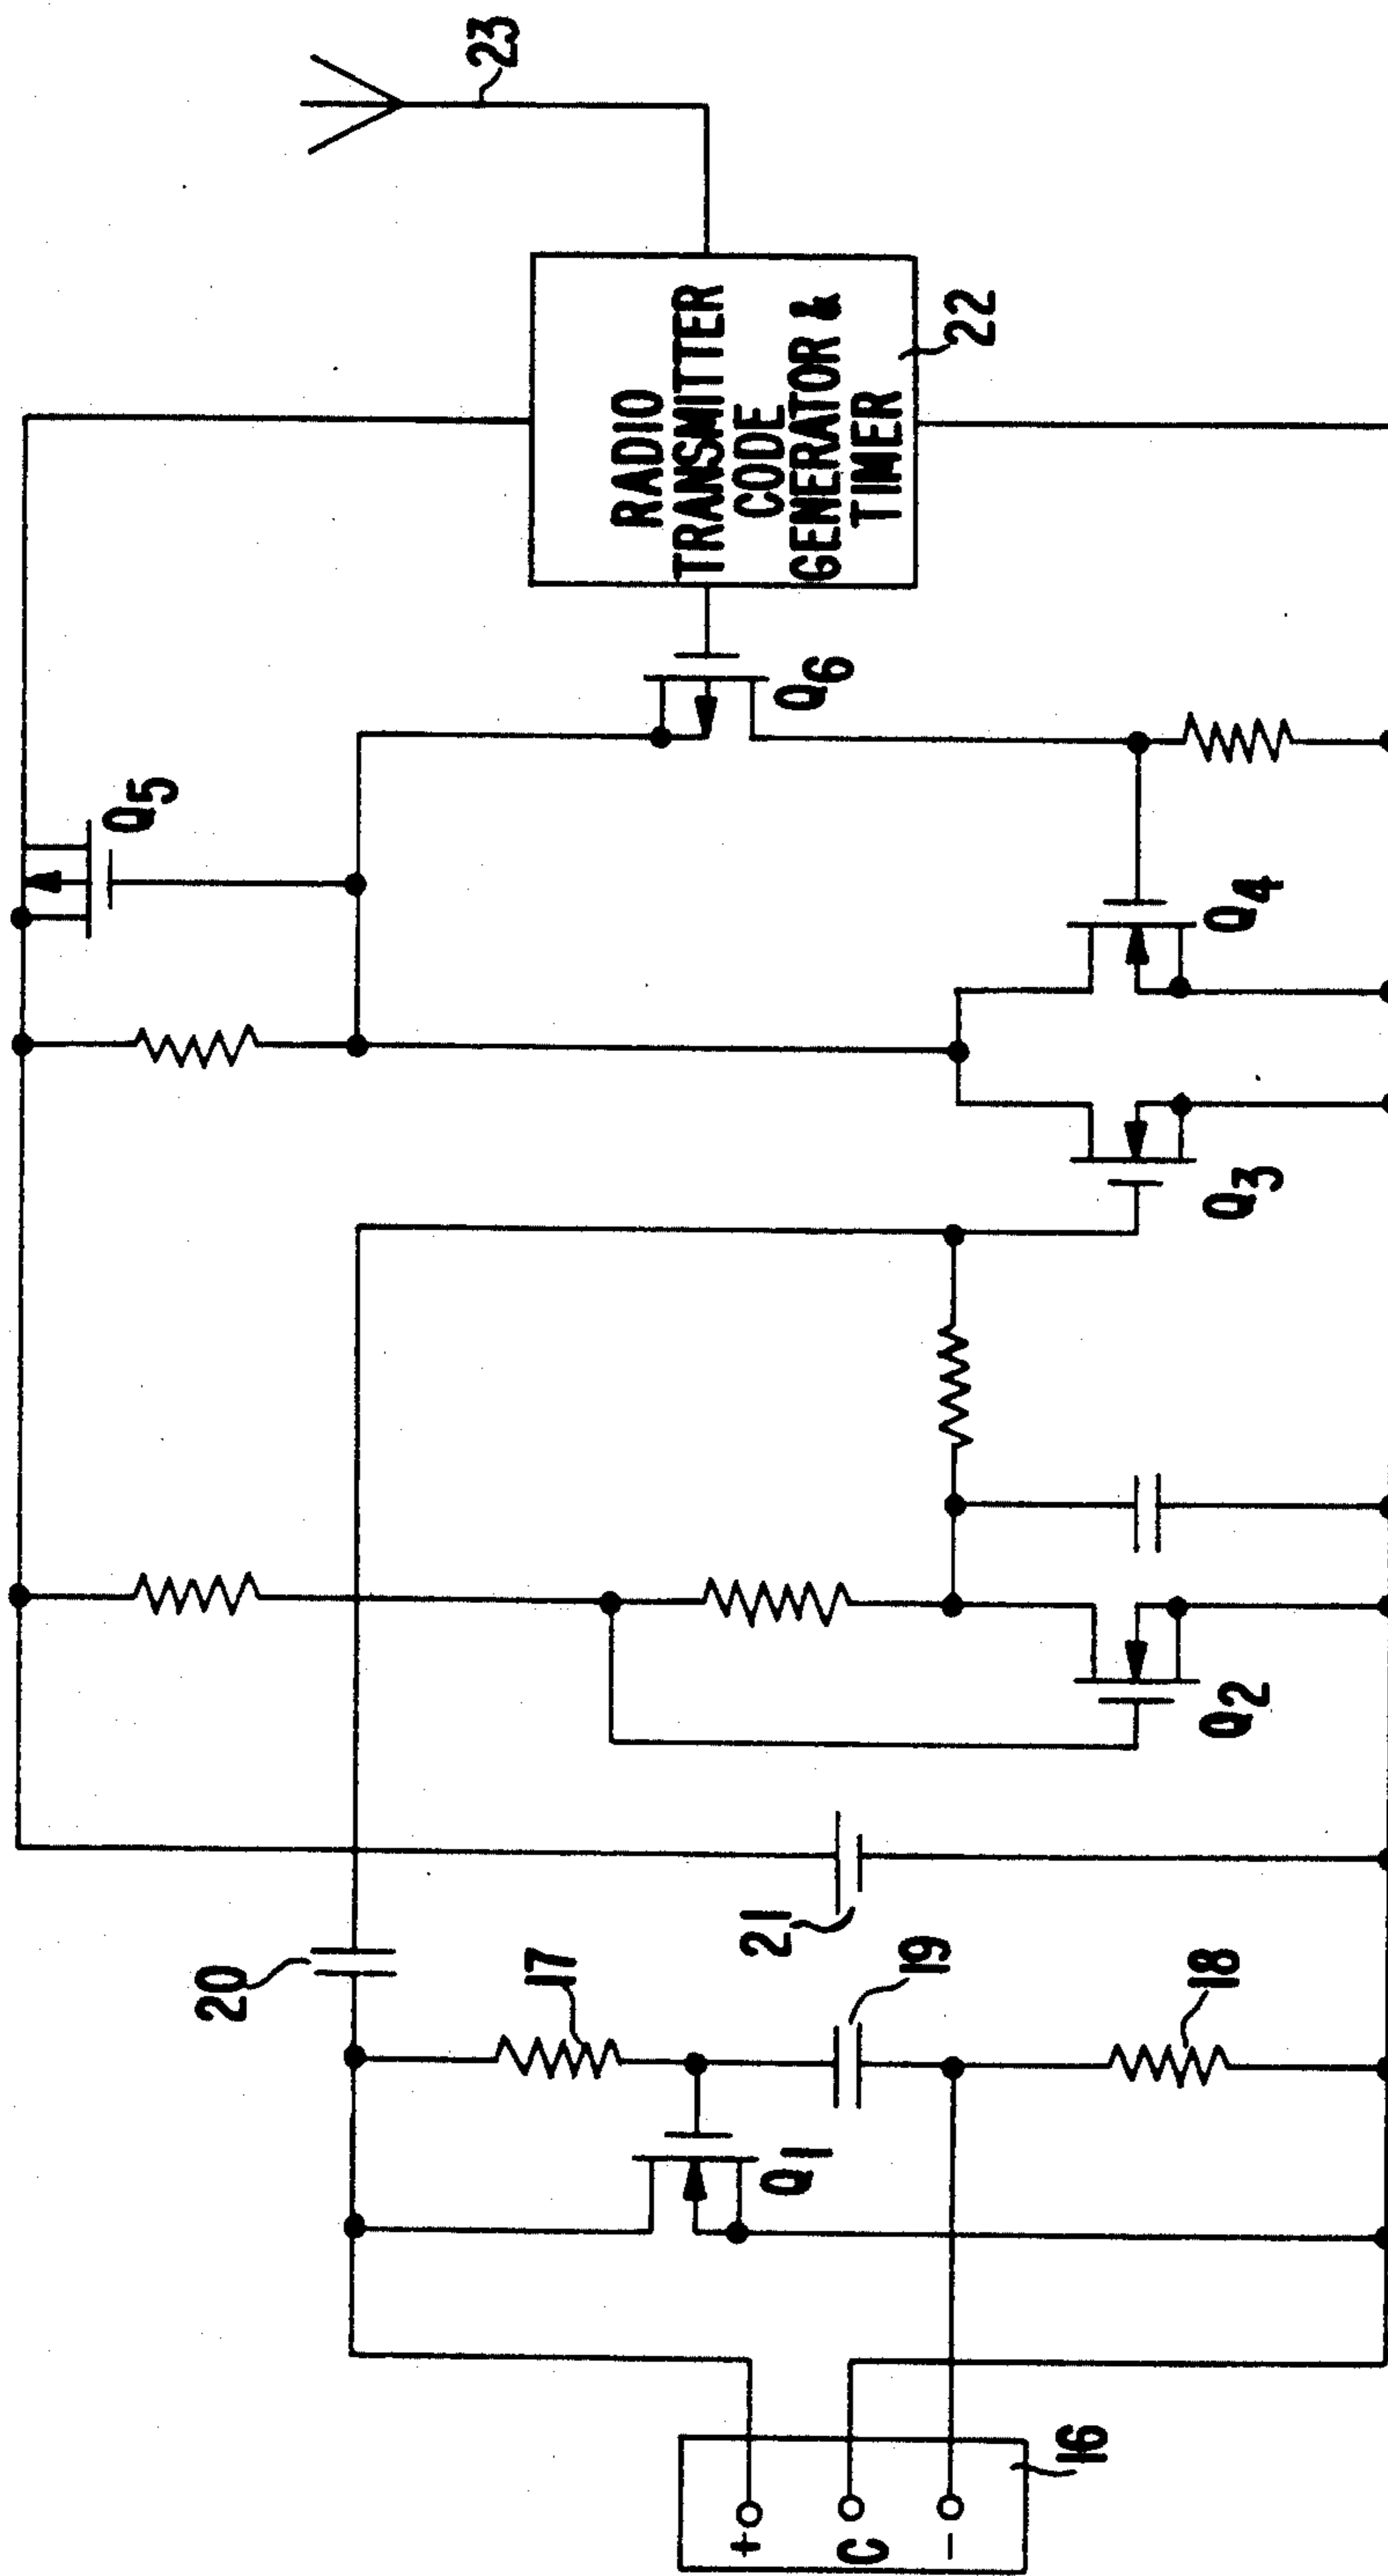 23
Q5
RADIO
TRANSMITTER
CODE
GENERATOR &
TIMER
22
Q6
Q4
Q3
20
17
21
19
18
Q1
Q2
+
C
-
16